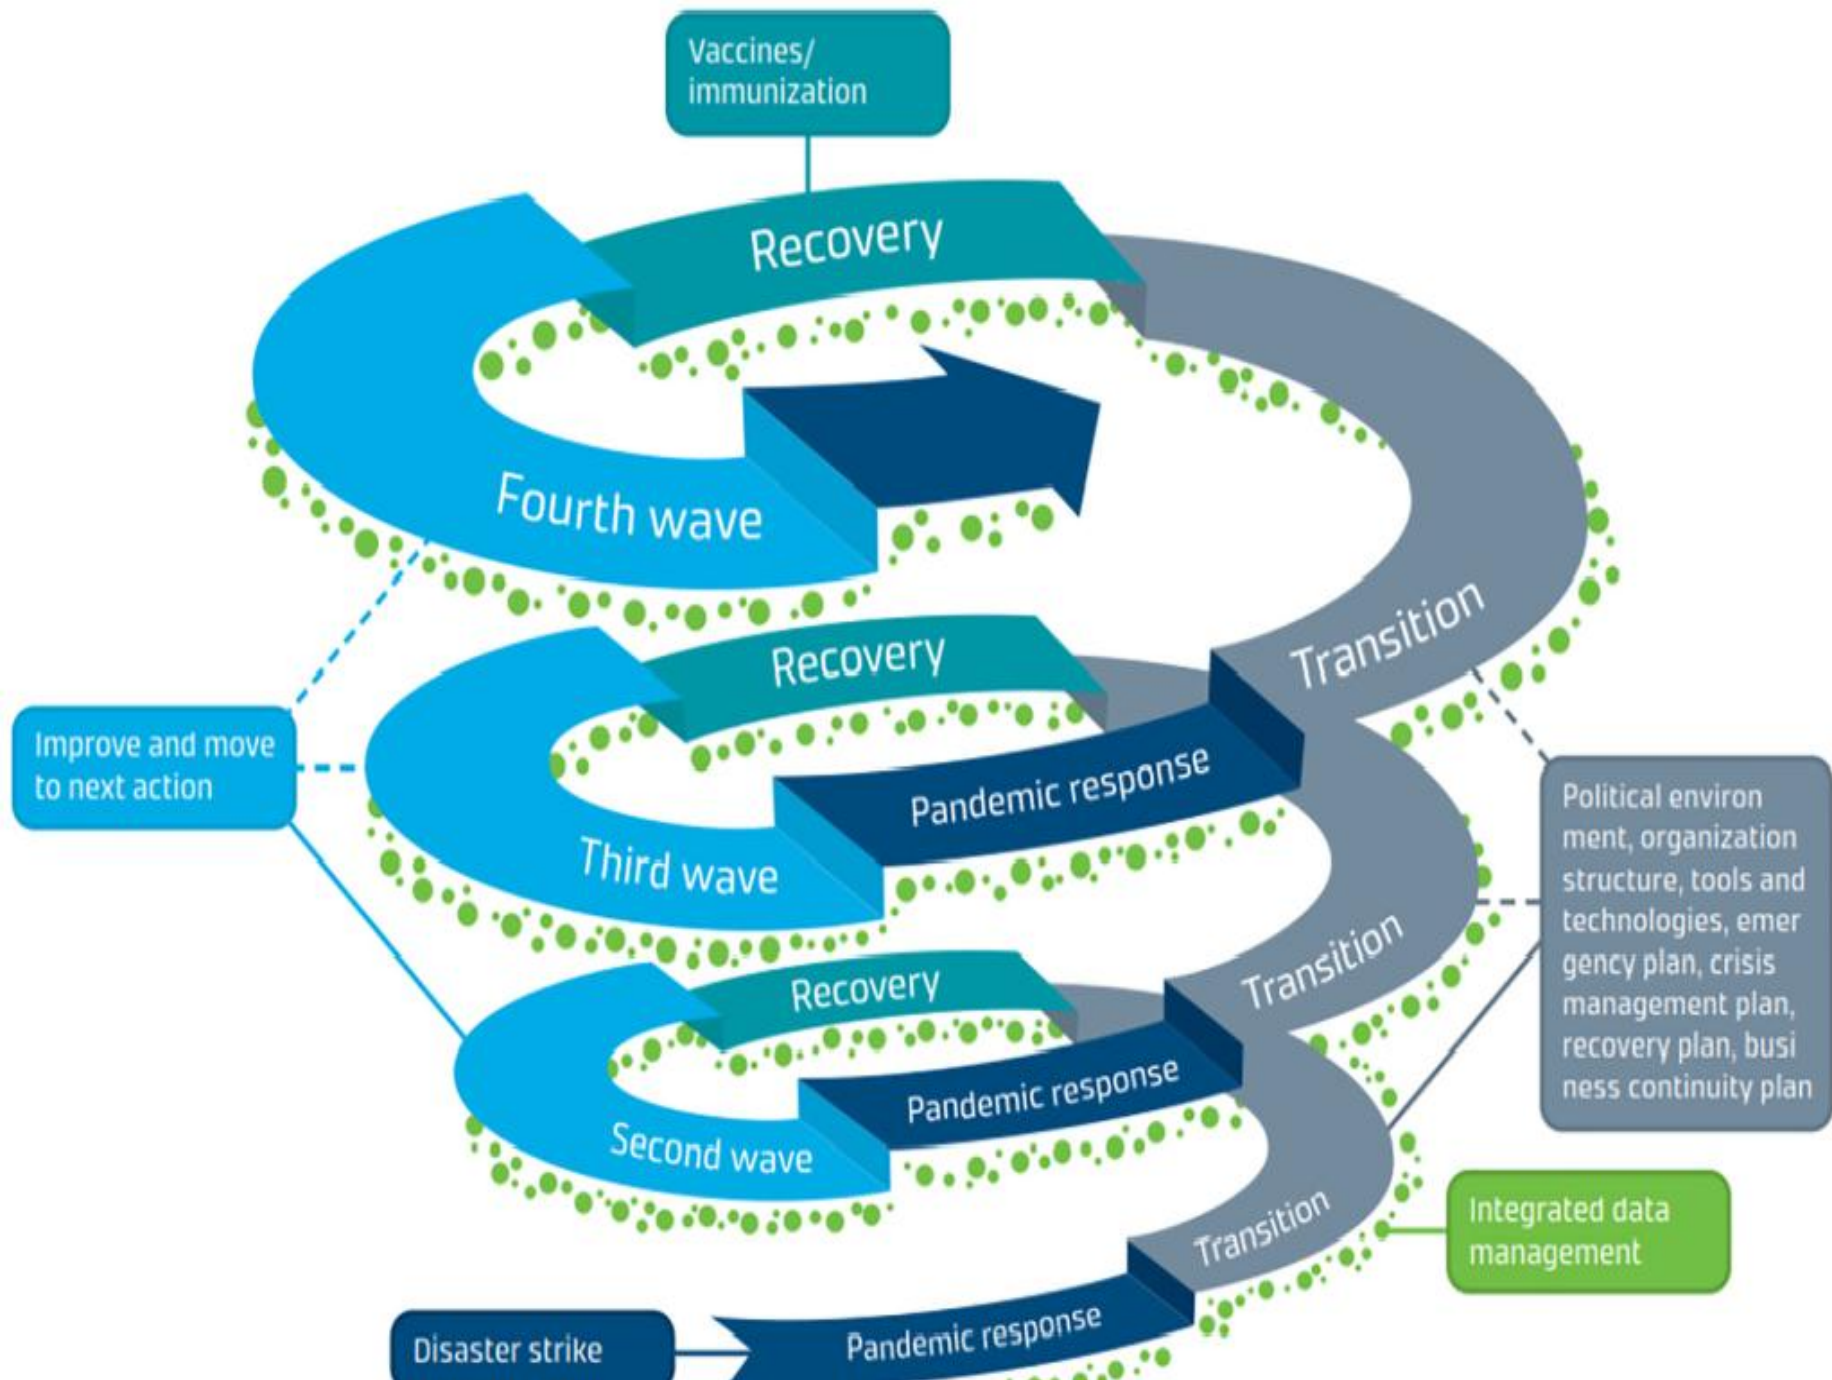 Vaccines/
immunization
Recovery
Fourth wave
Transition
Recovery
Improve and move
to next action
Pandemic response
Third wave
Political environ
ment, organization
structure, tools and
technologies, emer
gency plan, crisis
management plan,
recovery plan, busi
ness continuity plan
Transition
Recovery
Pandemic response
Second wave
Transition
Integrated data
management
Disaster strike
Pandemic response